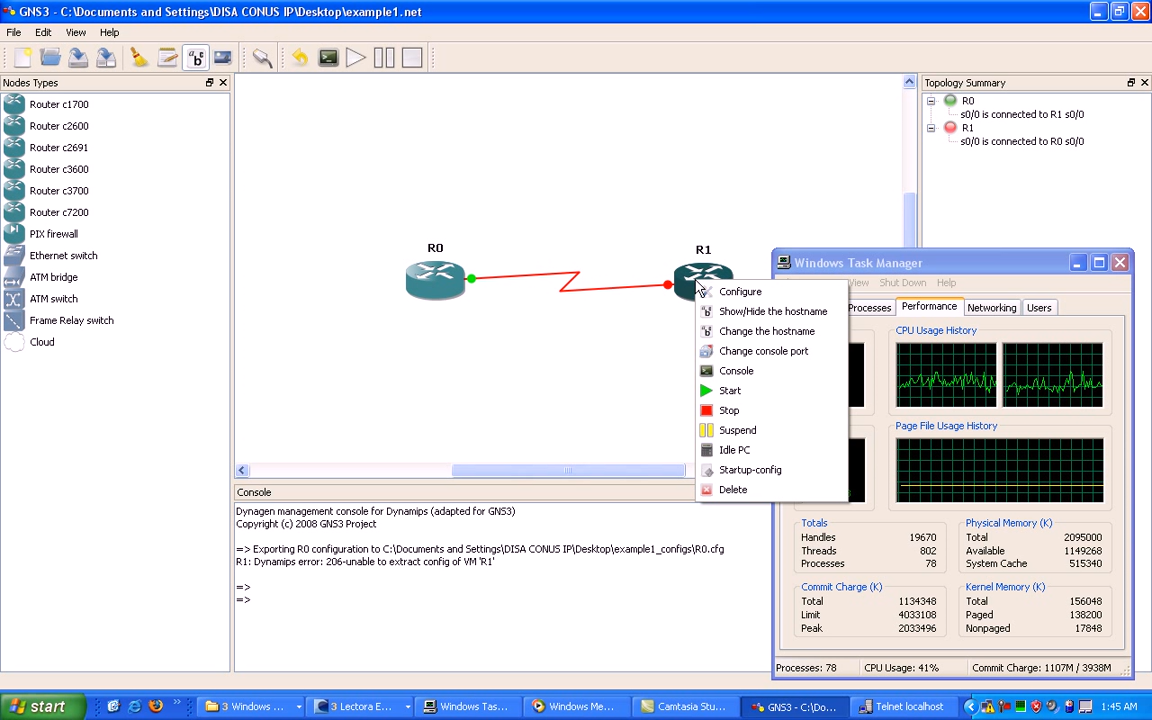 GNS3 - C:\Documents and Settings\DISA CONUS IP\Desktop\example1.net
File Edit View Help
Nodes Types
Router c1700
Router c2600
Router c2691
Router c3600
Router c3700
Router c7200
PIX firewall
Ethernet switch
ATM bridge
ATM switch
Frame Relay switch
Cloud
R0
R1
Configure
Show/Hide the hostname
Change the hostname
Change console port
Console
Start
Stop
Suspend
Idle PC
Startup-config
Delete
Topology Summary
R0
s0/0 is connected to R1 s0/0
R1
s0/0 is connected to R0 s0/0
Console
Dynagen management console for Dynamips (adapted for GNS3)
Copyright (c) 2008 GNS3 Project
=> Exporting R0 configuration to C:\Documents and Settings\DISA CONUS IP\Desktop\example1_configs\R0.cfg
R1: Dynamips error: 206-unable to extract config of VM 'R1'
=>
=>
Windows Task Manager
View Shut Down Help
Processes Performance Networking Users
CPU Usage History
Page File Usage History
Totals
Handles 19670
Threads 802
Processes 78
Physical Memory (K)
Total 2095000
Available 1149268
System Cache 515340
Commit Charge (K)
Total 1134348
Limit 4033108
Peak 2033496
Kernel Memory (K)
Total 156048
Paged 138200
Nonpaged 17848
Processes: 78 CPU Usage: 41% Commit Charge: 1107M / 3938M
start
3 Windows ...
3 Lectora E...
Windows Tas...
Windows Me...
Camtasia Stu...
GNS3 - C:\Do...
Telnet localhost
1:45 AM